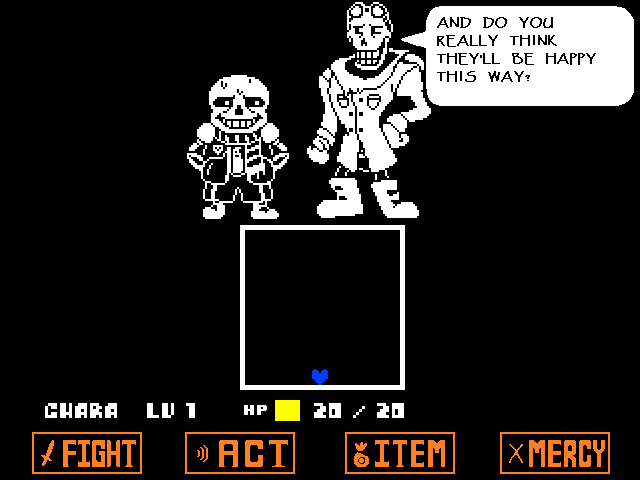 AND DO YOU
REALLY THINK
THEY'LL BE HAPPY
THIS WAY?
CHARA LV 1 HP 20 / 20
FIGHT ACT ITEM MERCY